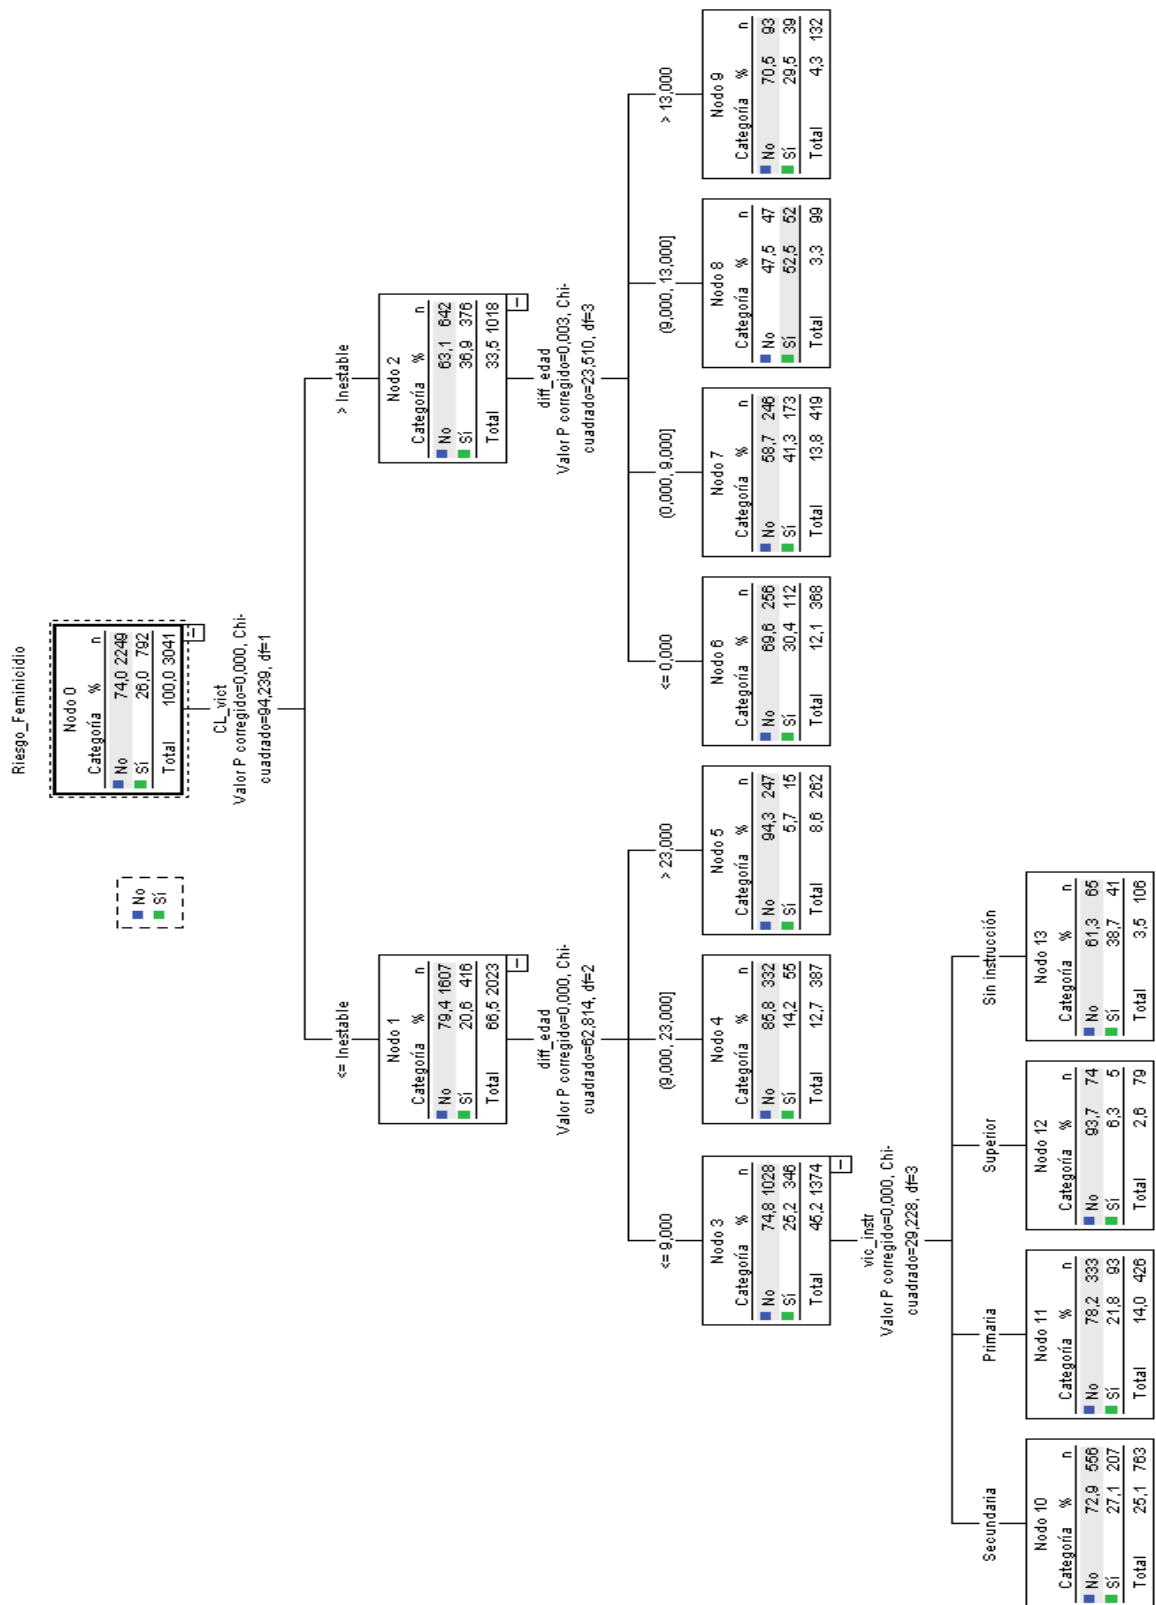 Riesgo_Feminicidio
Nodo 0
Categoría % n
No 74,0 2249
Sí 26,0 792
Total 100,0 3041
No
Sí
CL_vict
Valor P corregido=0,000, Chi-
cuadrado=94,239, df=1
<= Inestable
> Inestable
Nodo 1
Categoría % n
No 79,4 1607
Sí 20,6 416
Total 66,5 2023
Nodo 2
Categoría % n
No 63,1 642
Sí 36,9 376
Total 33,5 1018
diff_edad
Valor P corregido=0,000, Chi-
cuadrado=62,814, df=2
diff_edad
Valor P corregido=0,003, Chi-
cuadrado=23,510, df=3
<= 9,000
(9,000, 23,000]
> 23,000
<= 0,000
(0,000, 9,000]
(9,000, 13,000]
> 13,000
Nodo 3
Categoría % n
No 74,8 1028
Sí 25,2 346
Total 45,2 1374
Nodo 4
Categoría % n
No 85,8 332
Sí 14,2 55
Total 12,7 387
Nodo 5
Categoría % n
No 94,3 247
Sí 5,7 15
Total 8,6 262
Nodo 6
Categoría % n
No 69,6 256
Sí 30,4 112
Total 12,1 368
Nodo 7
Categoría % n
No 58,7 246
Sí 41,3 173
Total 13,8 419
Nodo 8
Categoría % n
No 47,5 47
Sí 52,5 52
Total 3,3 99
Nodo 9
Categoría % n
No 70,5 93
Sí 29,5 39
Total 4,3 132
vic_instr
Valor P corregido=0,000, Chi-
cuadrado=29,228, df=3
Secundaria
Primaria
Superior
Sin instrucción
Nodo 10
Categoría % n
No 72,9 556
Sí 27,1 207
Total 25,1 763
Nodo 11
Categoría % n
No 78,2 333
Sí 21,8 93
Total 14,0 426
Nodo 12
Categoría % n
No 93,7 74
Sí 6,3 5
Total 2,6 79
Nodo 13
Categoría % n
No 61,3 65
Sí 38,7 41
Total 3,5 106